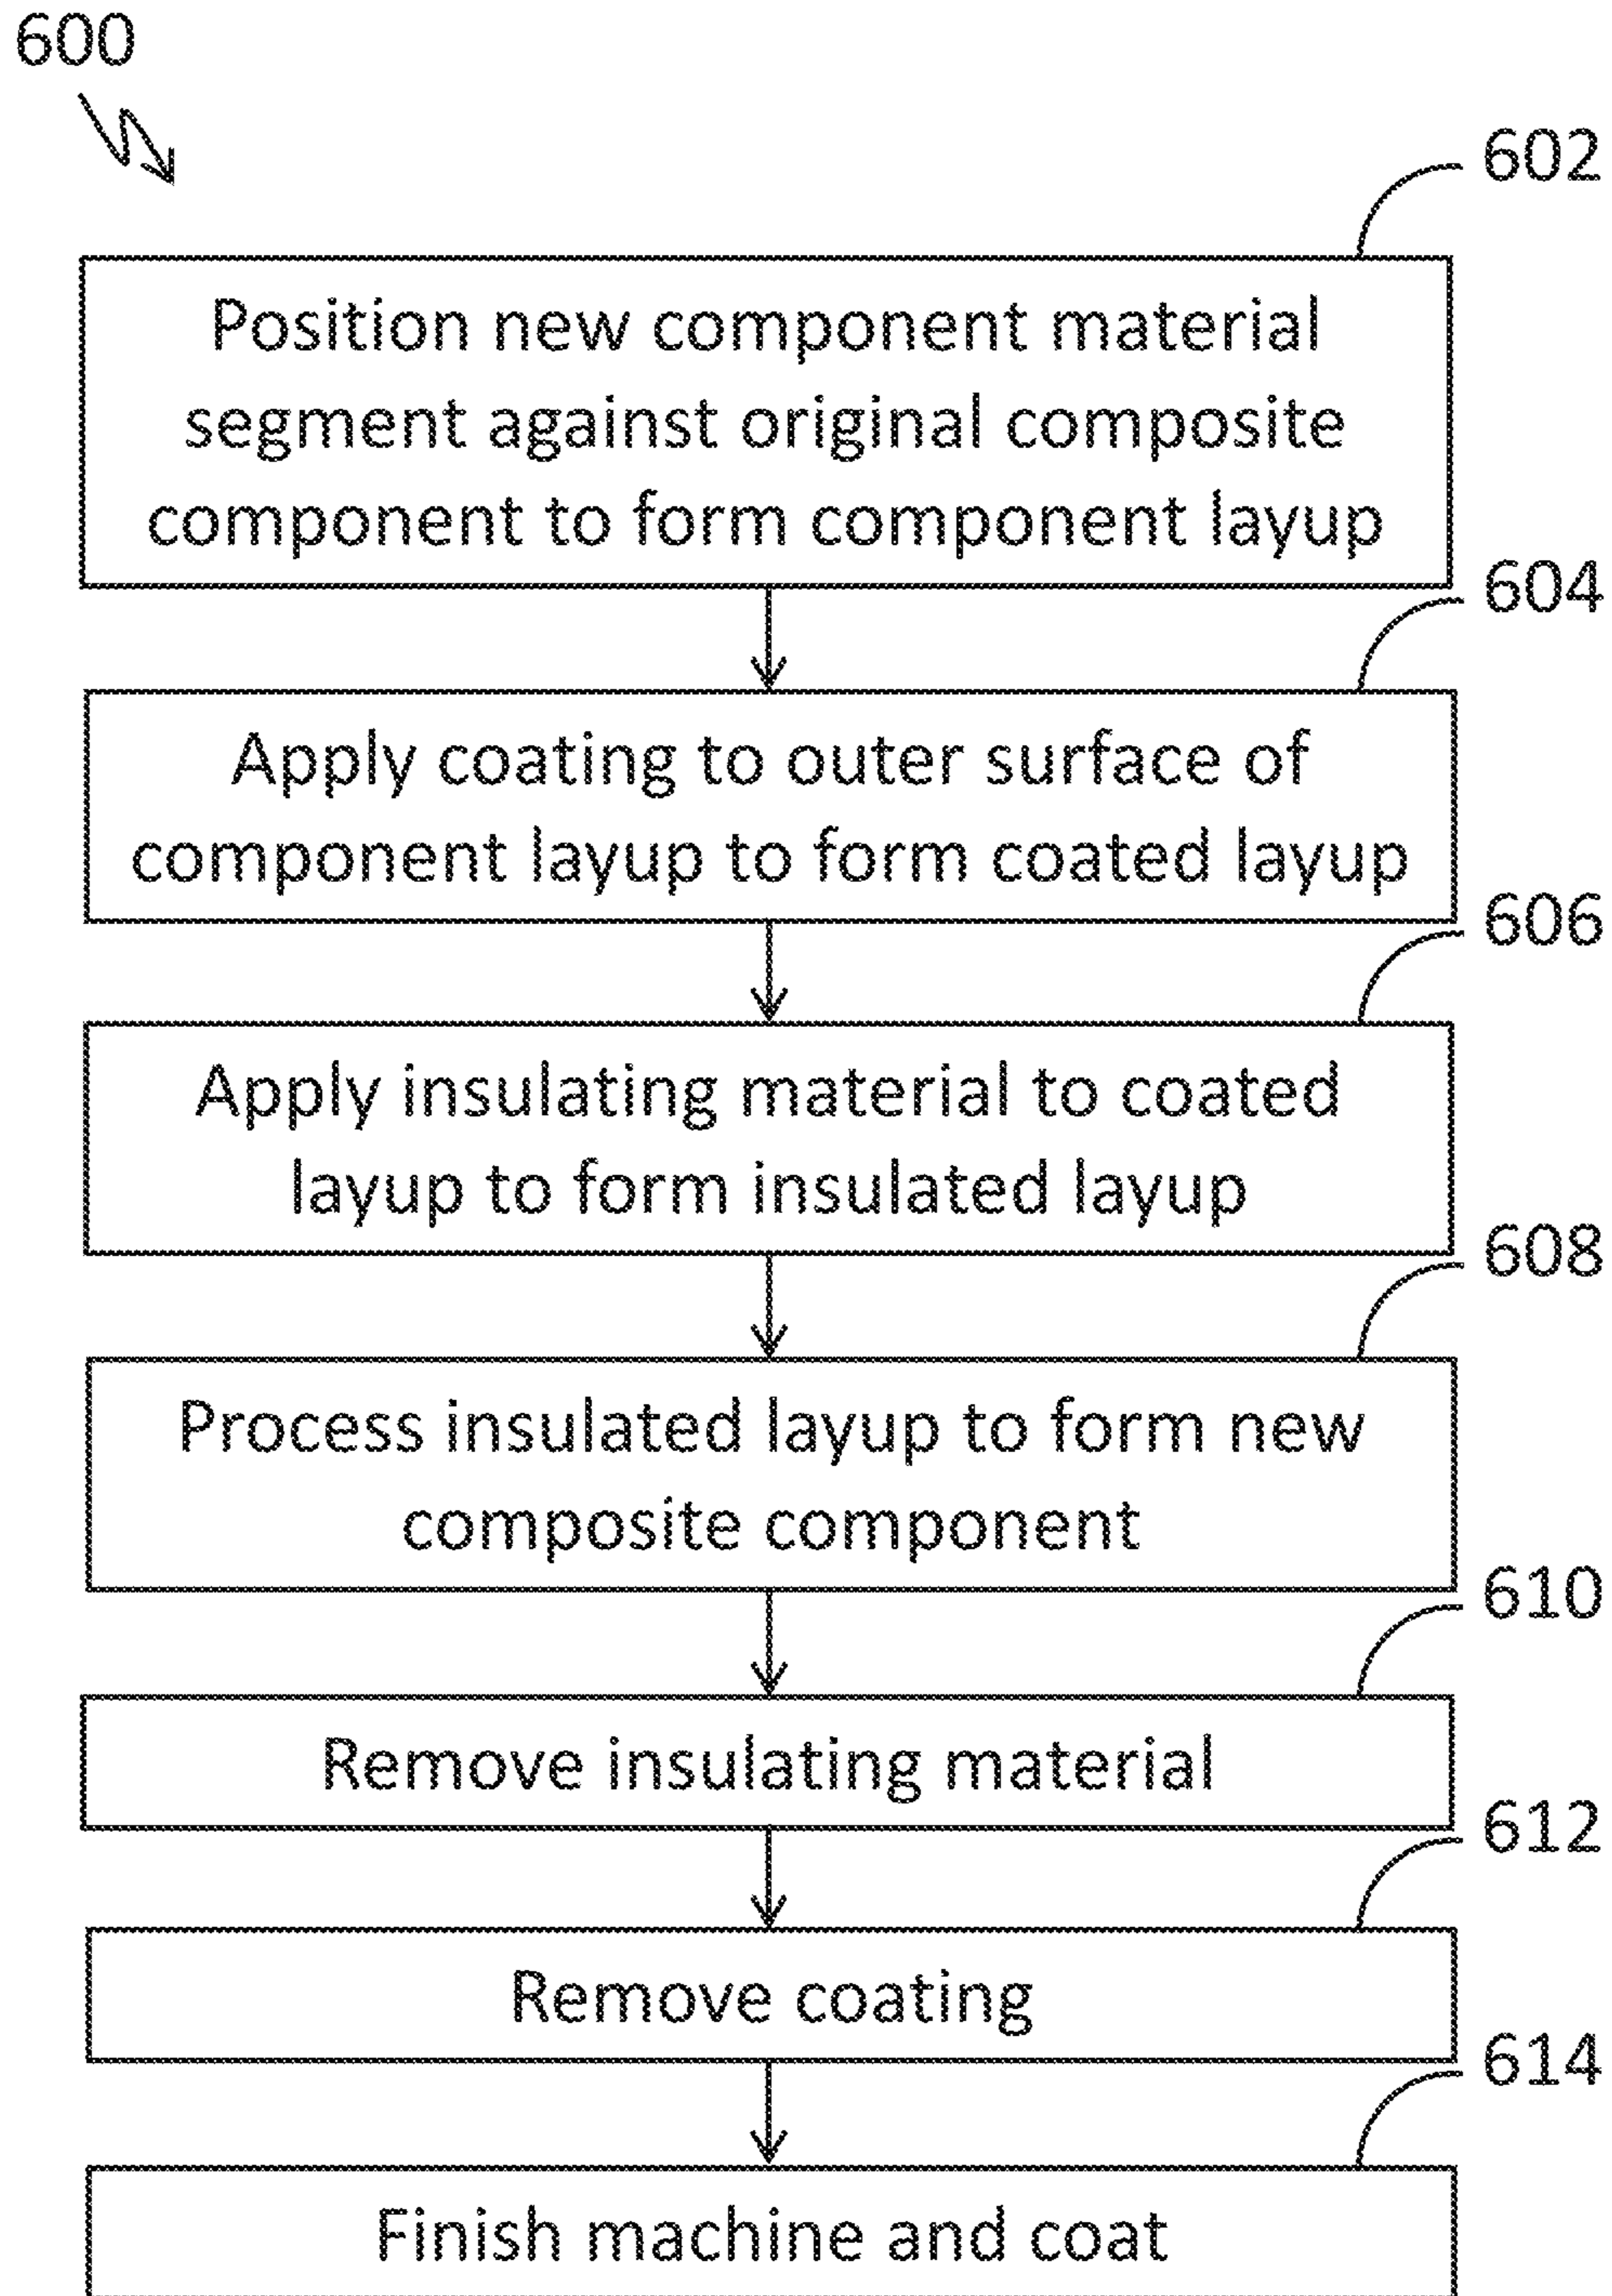 600
602
Position new component material
segment against original composite
component to form component layup
604
Apply coating to outer surface of
component layup to form coated layup
606
Apply insulating material to coated
layup to form insulated layup
608
Process insulated layup to form new
composite component
610
Remove insulating material
612
Remove coating
614
Finish machine and coat